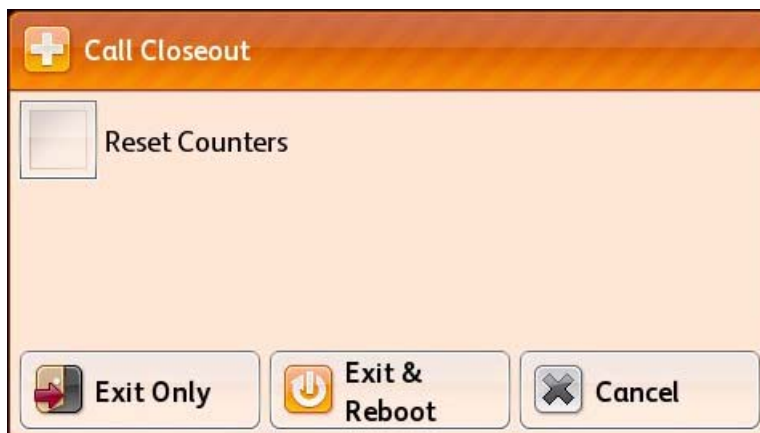 Call Closeout
Reset Counters
Exit Only
Exit &
Reboot
Cancel